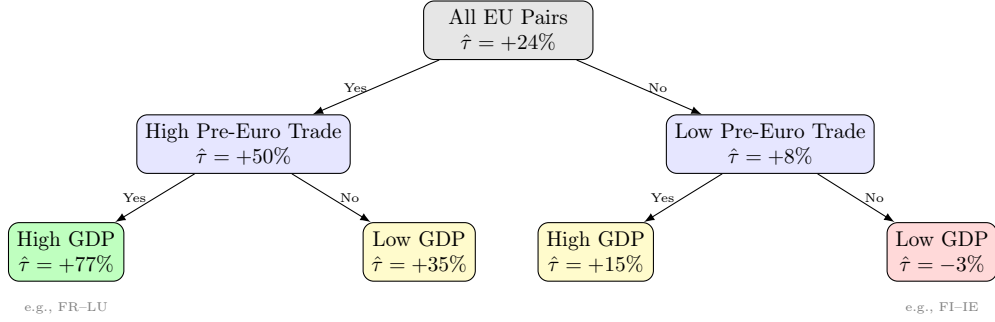 All EU Pairs
τ̂ = +24%
Yes
No
High Pre-Euro Trade
τ̂ = +50%
Low Pre-Euro Trade
τ̂ = +8%
Yes
No
Yes
No
High GDP
τ̂ = +77%
Low GDP
τ̂ = +35%
High GDP
τ̂ = +15%
Low GDP
τ̂ = −3%
e.g., FR–LU
e.g., FI–IE